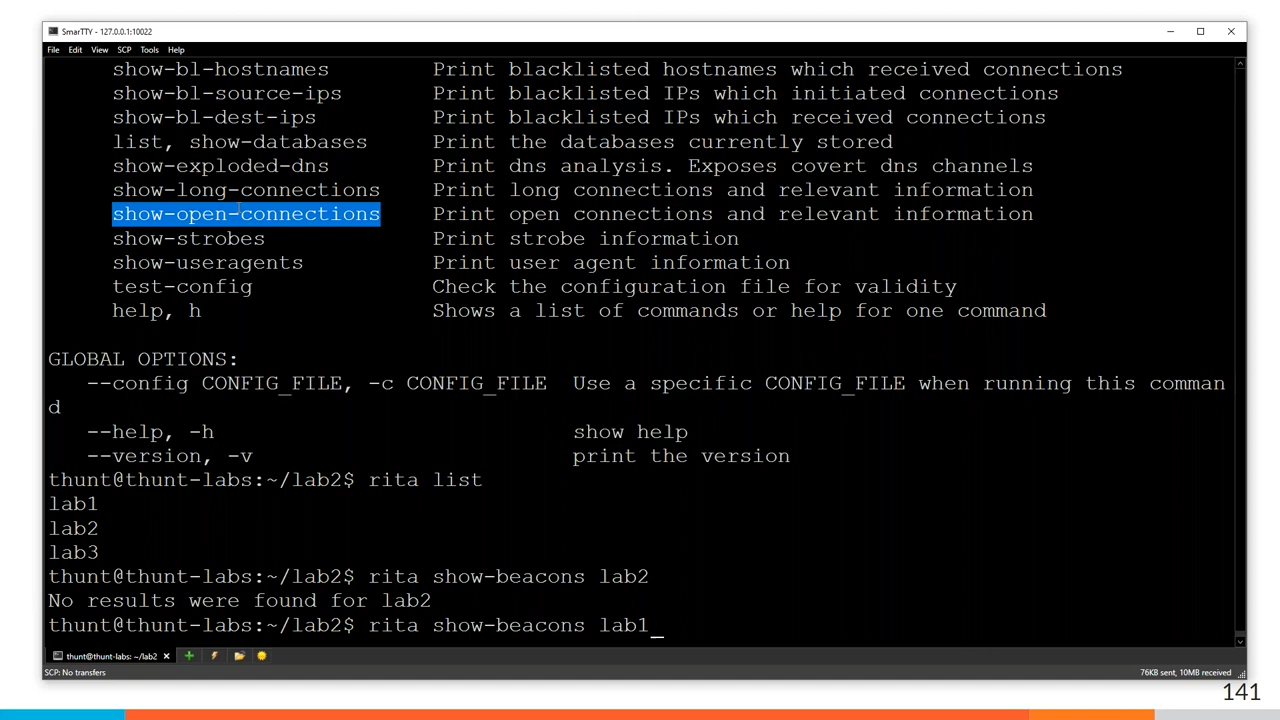 SmarTTY - 127.0.0.1:10022
File Edit View SCP Tools Help
show-bl-hostnames Print blacklisted hostnames which received connections
show-bl-source-ips Print blacklisted IPs which initiated connections
show-bl-dest-ips Print blacklisted IPs which received connections
list, show-databases Print the databases currently stored
show-exploded-dns Print dns analysis. Exposes covert dns channels
show-long-connections Print long connections and relevant information
show-open-connections Print open connections and relevant information
show-strobes Print strobe information
show-useragents Print user agent information
test-config Check the configuration file for validity
help, h Shows a list of commands or help for one command
GLOBAL OPTIONS:
--config CONFIG_FILE, -c CONFIG_FILE Use a specific CONFIG_FILE when running this comman
d
--help, -h show help
--version, -v print the version
thunt@thunt-labs:~/lab2$ rita list
lab1
lab2
lab3
thunt@thunt-labs:~/lab2$ rita show-beacons lab2
No results were found for lab2
thunt@thunt-labs:~/lab2$ rita show-beacons lab1_
thunt@thunt-labs: ~/lab2
SCP: No transfers 76KB sent, 10MB received
141